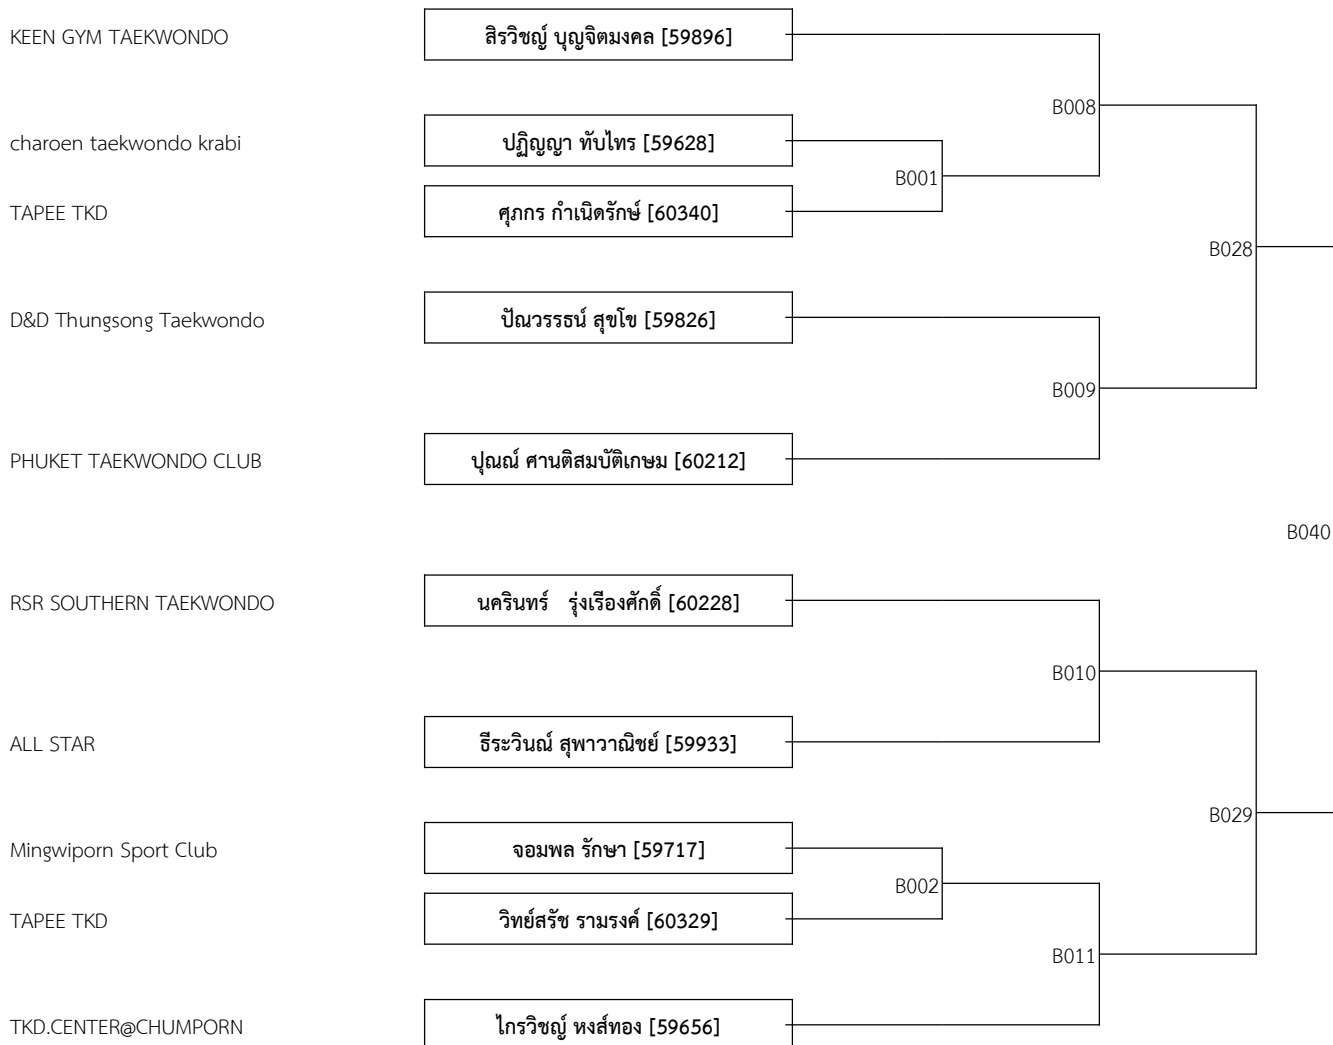 KEEN GYM TAEKWONDO
สิรวิชญ์ บุญจิตมงคล [59896]
B008
charoen taekwondo krabi
ปฏิญญา ทับไทร [59628]
B001
TAPEE TKD
ศุภกร กำเนิดรักษ์ [60340]
B028
D&D Thungsong Taekwondo
ปัณวรรธน์ สุขโข [59826]
B009
PHUKET TAEKWONDO CLUB
ปุณณ์ ศานติสมบัติเกษม [60212]
B040
RSR SOUTHERN TAEKWONDO
นครินทร์ รุ่งเรืองศักดิ์ [60228]
B010
ALL STAR
ธีระวินณ์ สุพาวาณิชย์ [59933]
B029
Mingwiporn Sport Club
จอมพล รักษา [59717]
B002
TAPEE TKD
วิทย์สรัช รามรงค์ [60329]
B011
TKD.CENTER@CHUMPORN
ไกรวิชญ์ หงส์ทอง [59656]